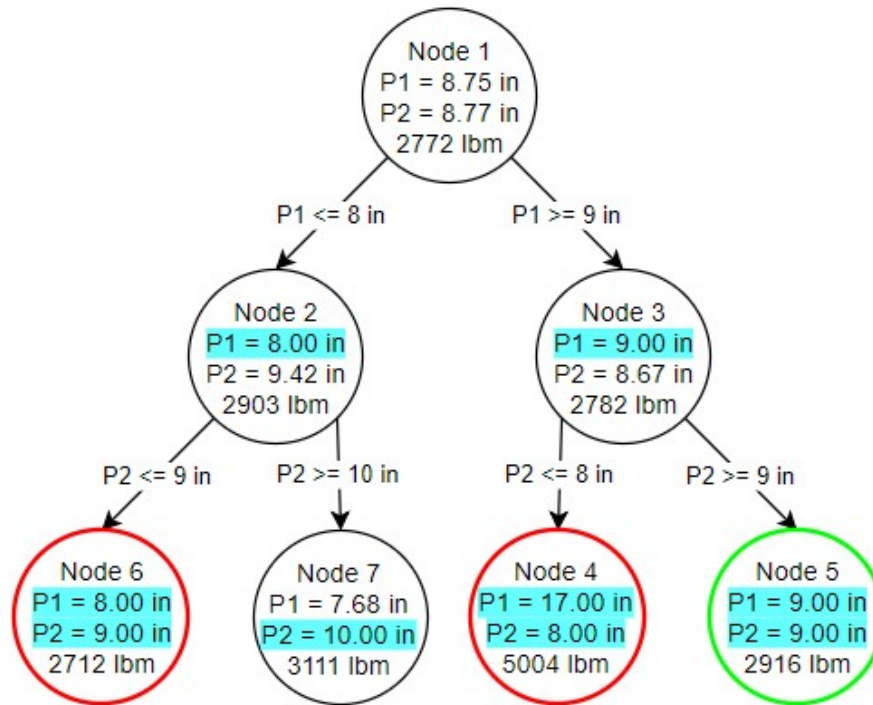 Node 1
P1 = 8.75 in
P2 = 8.77 in
2772 lbm
P1 <= 8 in
P1 >= 9 in
Node 2
P1 = 8.00 in
P2 = 9.42 in
2903 lbm
Node 3
P1 = 9.00 in
P2 = 8.67 in
2782 lbm
P2 <= 9 in
P2 >= 10 in
P2 <= 8 in
P2 >= 9 in
Node 6
P1 = 8.00 in
P2 = 9.00 in
2712 lbm
Node 7
P1 = 7.68 in
P2 = 10.00 in
3111 lbm
Node 4
P1 = 17.00 in
P2 = 8.00 in
5004 lbm
Node 5
P1 = 9.00 in
P2 = 9.00 in
2916 lbm